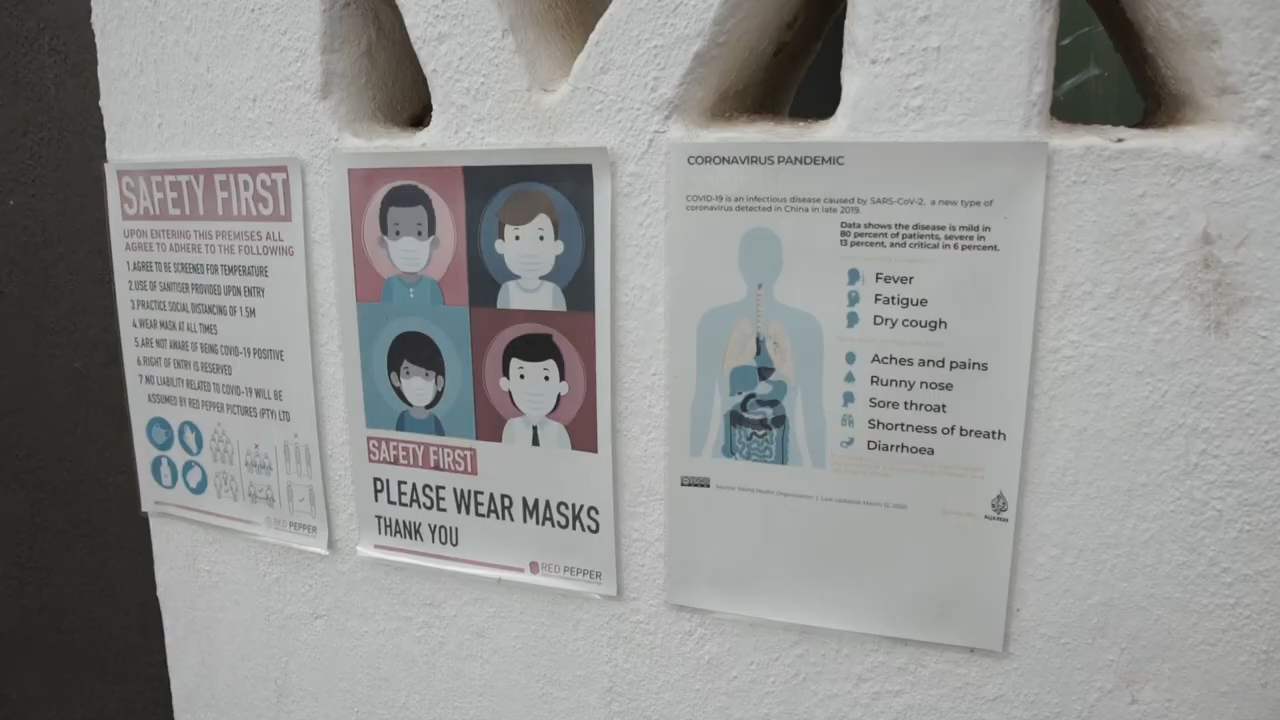 SAFETY FIRST
UPON ENTERING THIS PREMISES ALL
AGREE TO ADHERE TO THE FOLLOWING
1.AGREE TO BE SCREENED FOR TEMPERATURE
2.USE OF SANITISER PROVIDED UPON ENTRY
3.PRACTICE SOCIAL DISTANCING OF 1.5M
4.WEAR MASK AT ALL TIMES
5.ARE NOT AWARE OF BEING COVID-19 POSITIVE
6.RIGHT OF ENTRY IS RESERVED
7.NO LIABILITY RELATED TO COVID-19 WILL BE
ASSUMED BY RED PEPPER PICTURES (PTY) LTD
RED PEPPER
SAFETY FIRST
PLEASE WEAR MASKS
THANK YOU
RED PEPPER
CORONAVIRUS PANDEMIC
COVID-19 is an infectious disease caused by SARS-CoV-2, a new type of
coronavirus detected in China in late 2019.
Data shows the disease is mild in
80 percent of patients, severe in
13 percent, and critical in 6 percent.
Fever
Fatigue
Dry cough
Aches and pains
Runny nose
Sore throat
Shortness of breath
Diarrhoea
Source: World Health Organization | Last updated: March 12, 2020
ALJAZEERA